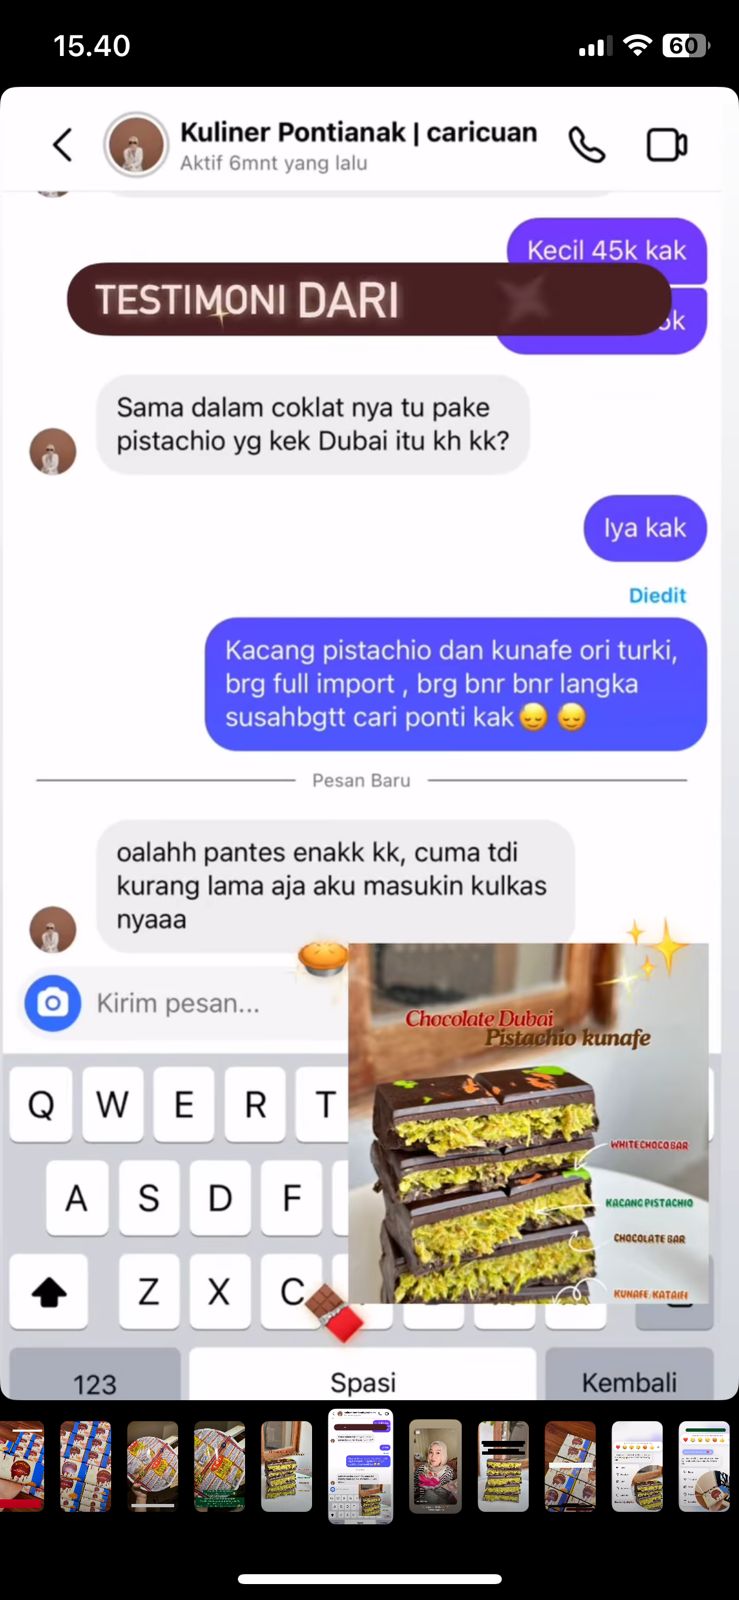 15.40
60
Kuliner Pontianak | caricuan
Aktif 6mnt yang lalu
Kecil 45k kak
TESTIMONI DARI
Sama dalam coklat nya tu pake
pistachio yg kek Dubai itu kh kk?
Iya kak
Diedit
Kacang pistachio dan kunafe ori turki,
brg full import , brg bnr bnr langka
susahbgtt cari ponti kak😔 😔
Pesan Baru
oalahh pantes enakk kk, cuma tdi
kurang lama aja aku masukin kulkas
nyaaa
Kirim pesan...
Chocolate Dubai
Pistachio kunafe
WHITE CHOCO BAR
KACANG PISTACHIO
CHOCOLATE BAR
KUNAFE/KATAIFI
Q W E R T
A S D F
Z X C
123
Spasi
Kembali